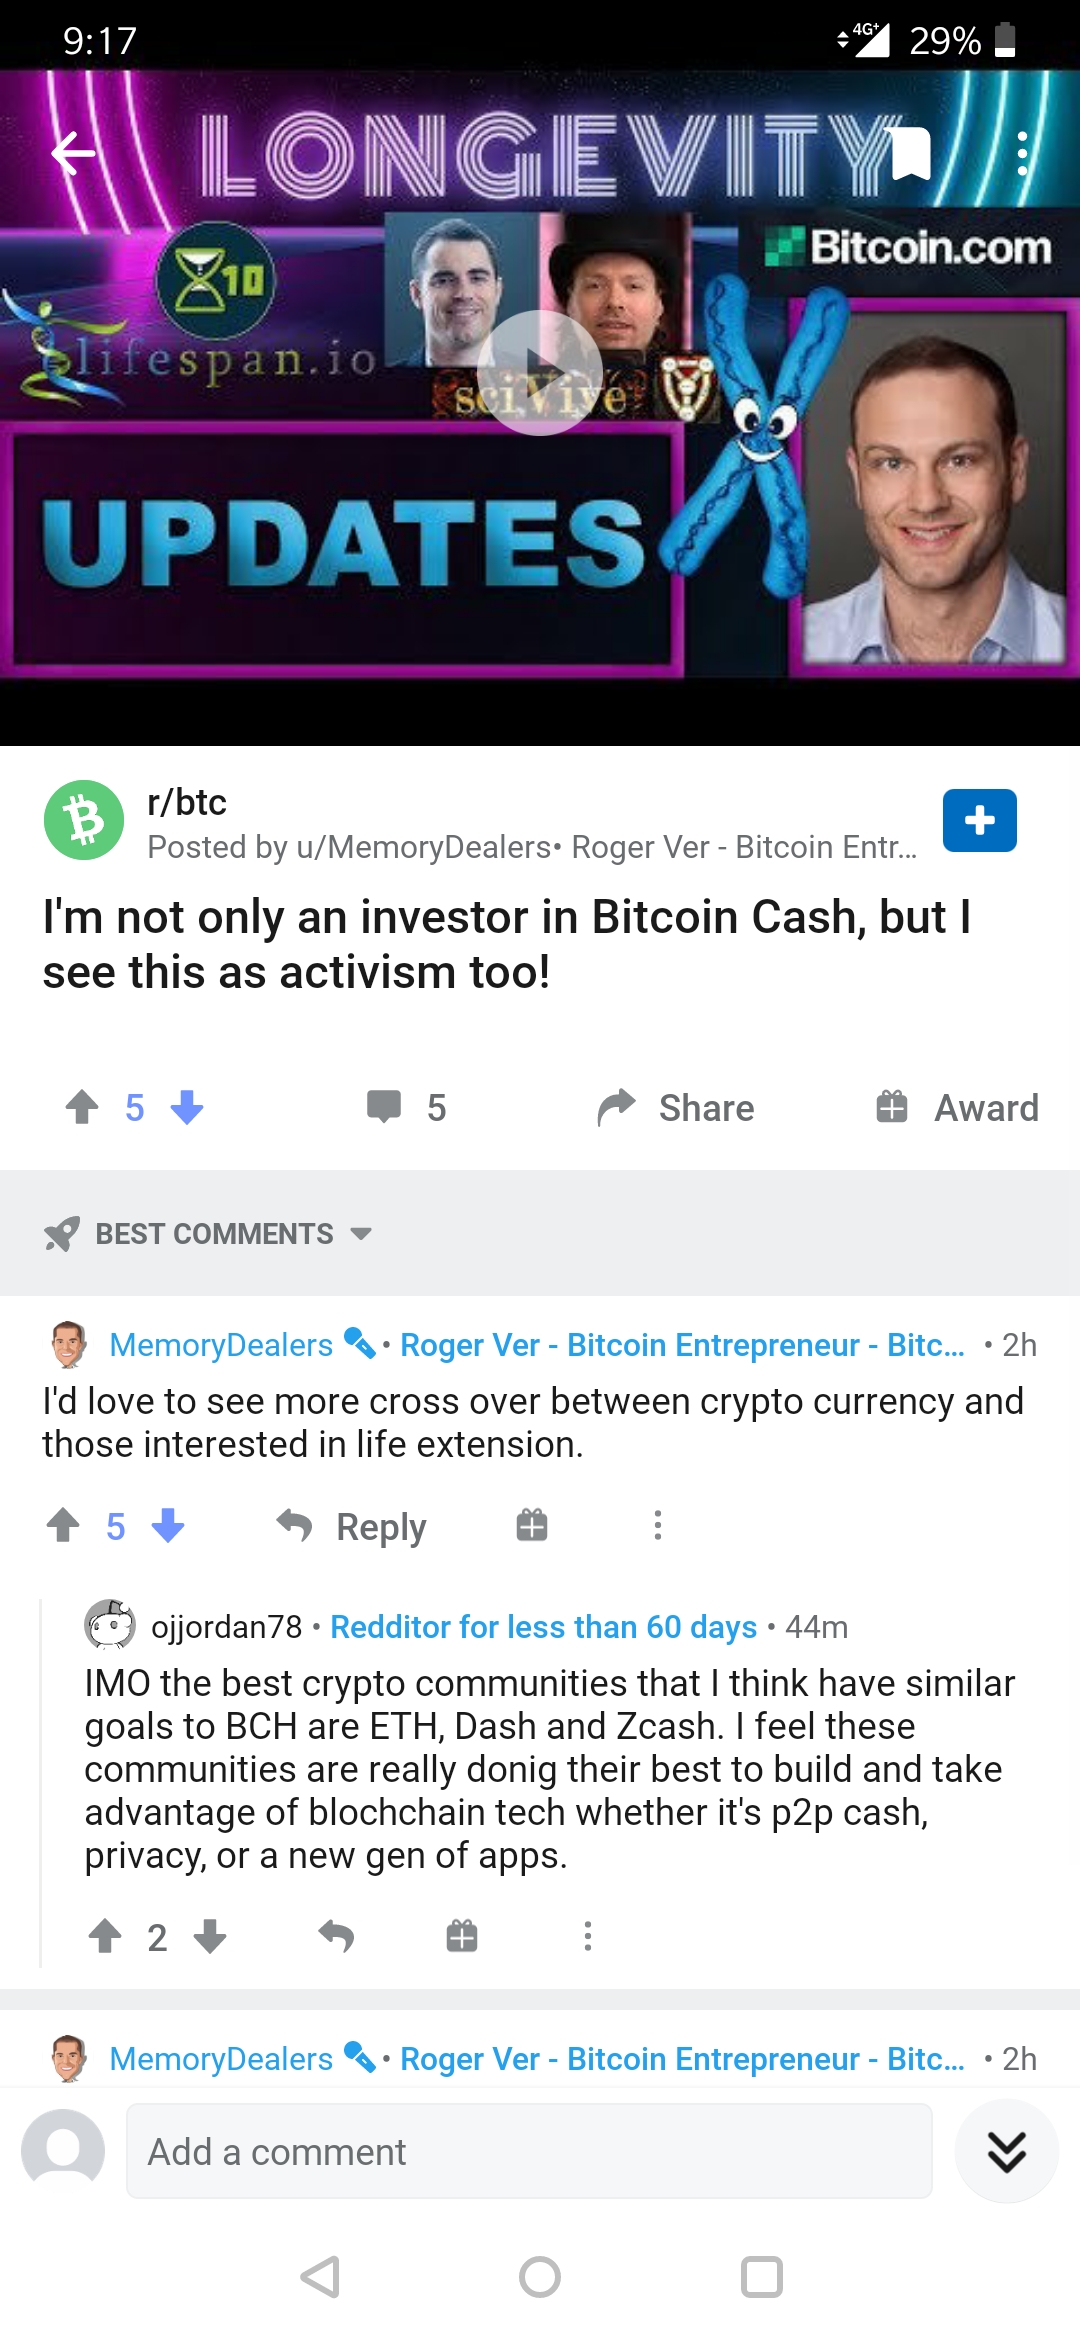 9:17
4G+ 29%
LONGEVITY
10
Bitcoin.com
lifespan.io
sciVive
UPDATES
r/btc
Posted by u/MemoryDealers• Roger Ver - Bitcoin Entr...
I'm not only an investor in Bitcoin Cash, but I
see this as activism too!
5
5
Share
Award
BEST COMMENTS
MemoryDealers • Roger Ver - Bitcoin Entrepreneur - Bitc... • 2h
I'd love to see more cross over between crypto currency and
those interested in life extension.
5
Reply
ojjordan78 • Redditor for less than 60 days • 44m
IMO the best crypto communities that I think have similar
goals to BCH are ETH, Dash and Zcash. I feel these
communities are really donig their best to build and take
advantage of blochchain tech whether it's p2p cash,
privacy, or a new gen of apps.
2
MemoryDealers • Roger Ver - Bitcoin Entrepreneur - Bitc... • 2h
Add a comment